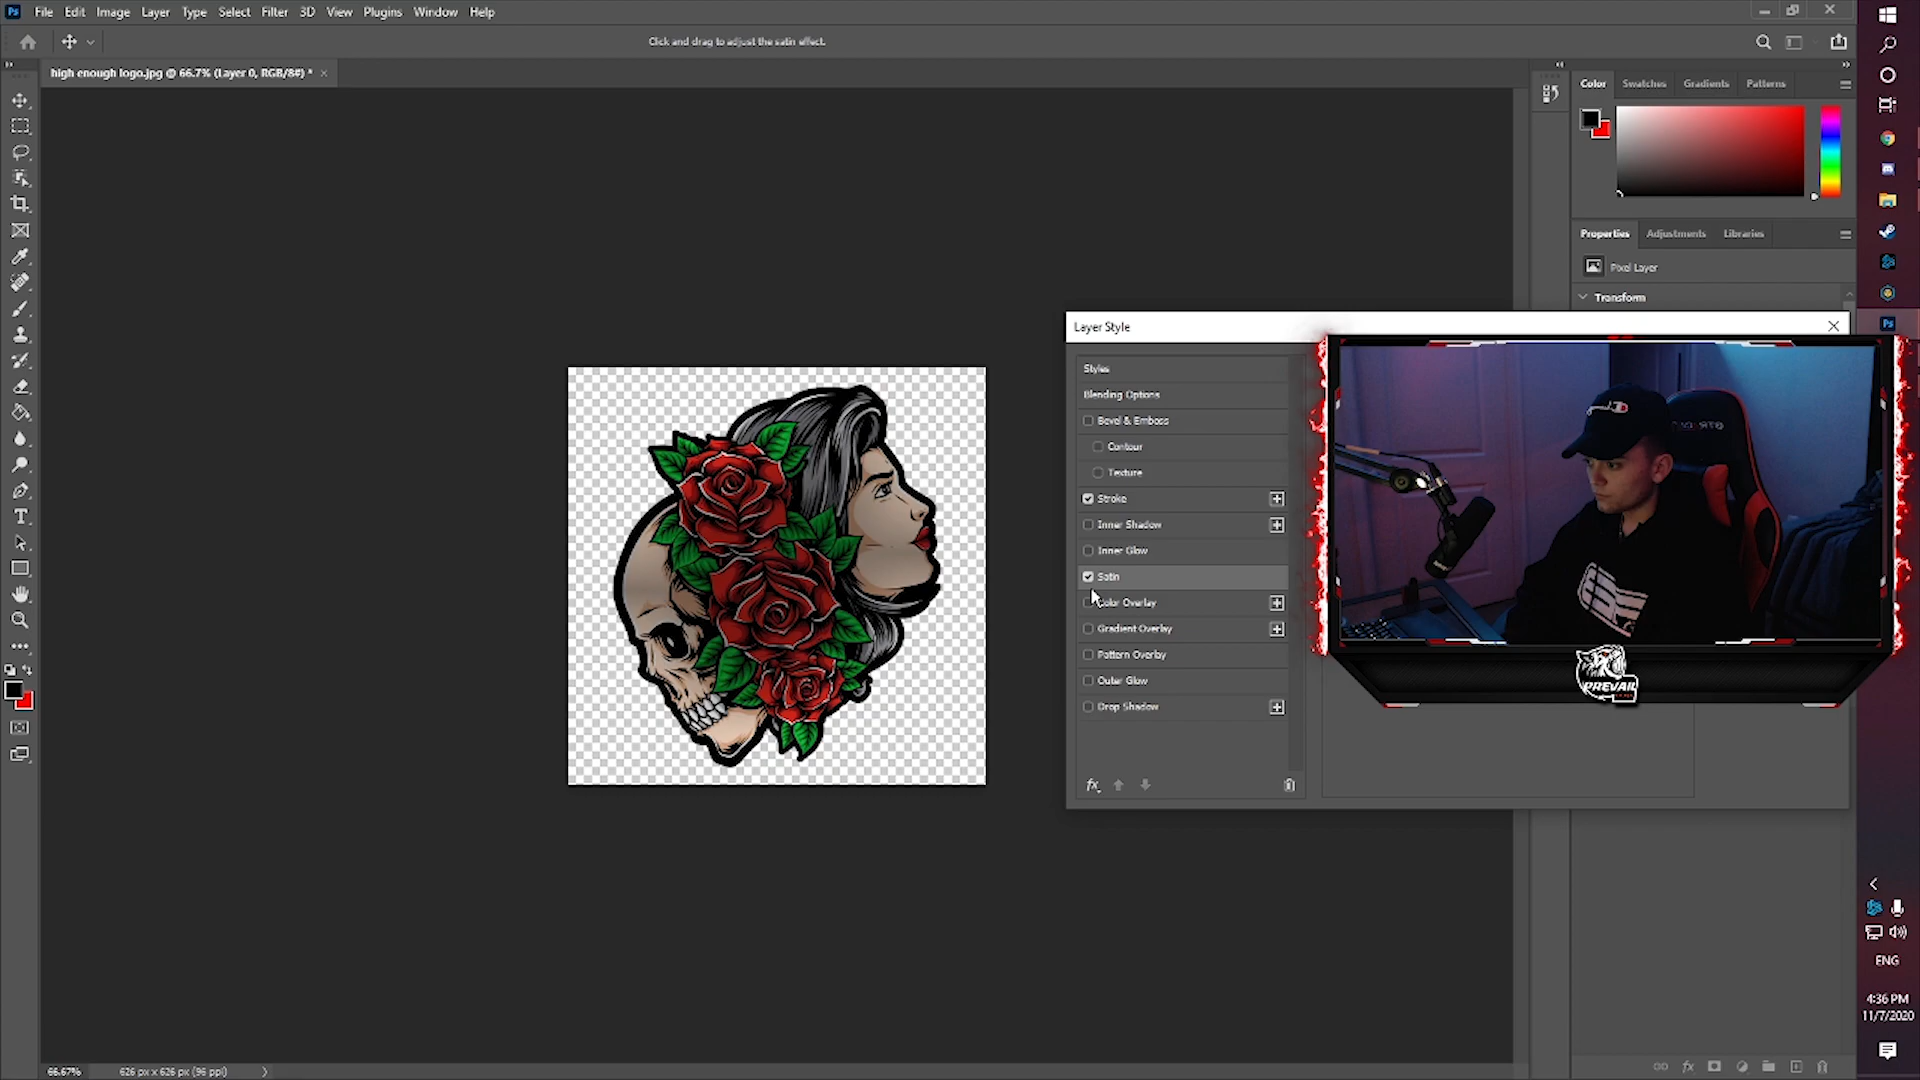 Ps File Edit Image Layer Type Select Filter 3D View Plugins Window Help
Click and drag to adjust the satin effect.
high enough logo.jpg @ 66.7% (Layer 0, RGB/8#) *
Color Swatches Gradients Patterns
Properties Adjustments Libraries
Pixel Layer
Transform
Layer Style
Styles
Blending Options
Bevel & Emboss
Contour
Texture
Stroke
Inner Shadow
Inner Glow
Satin
Color Overlay
Gradient Overlay
Pattern Overlay
Outer Glow
Drop Shadow
fx
PREVAIL
Ps
ENG
4:36 PM
11/7/2020
66.67% 626 px x 626 px (96 ppi)
fx